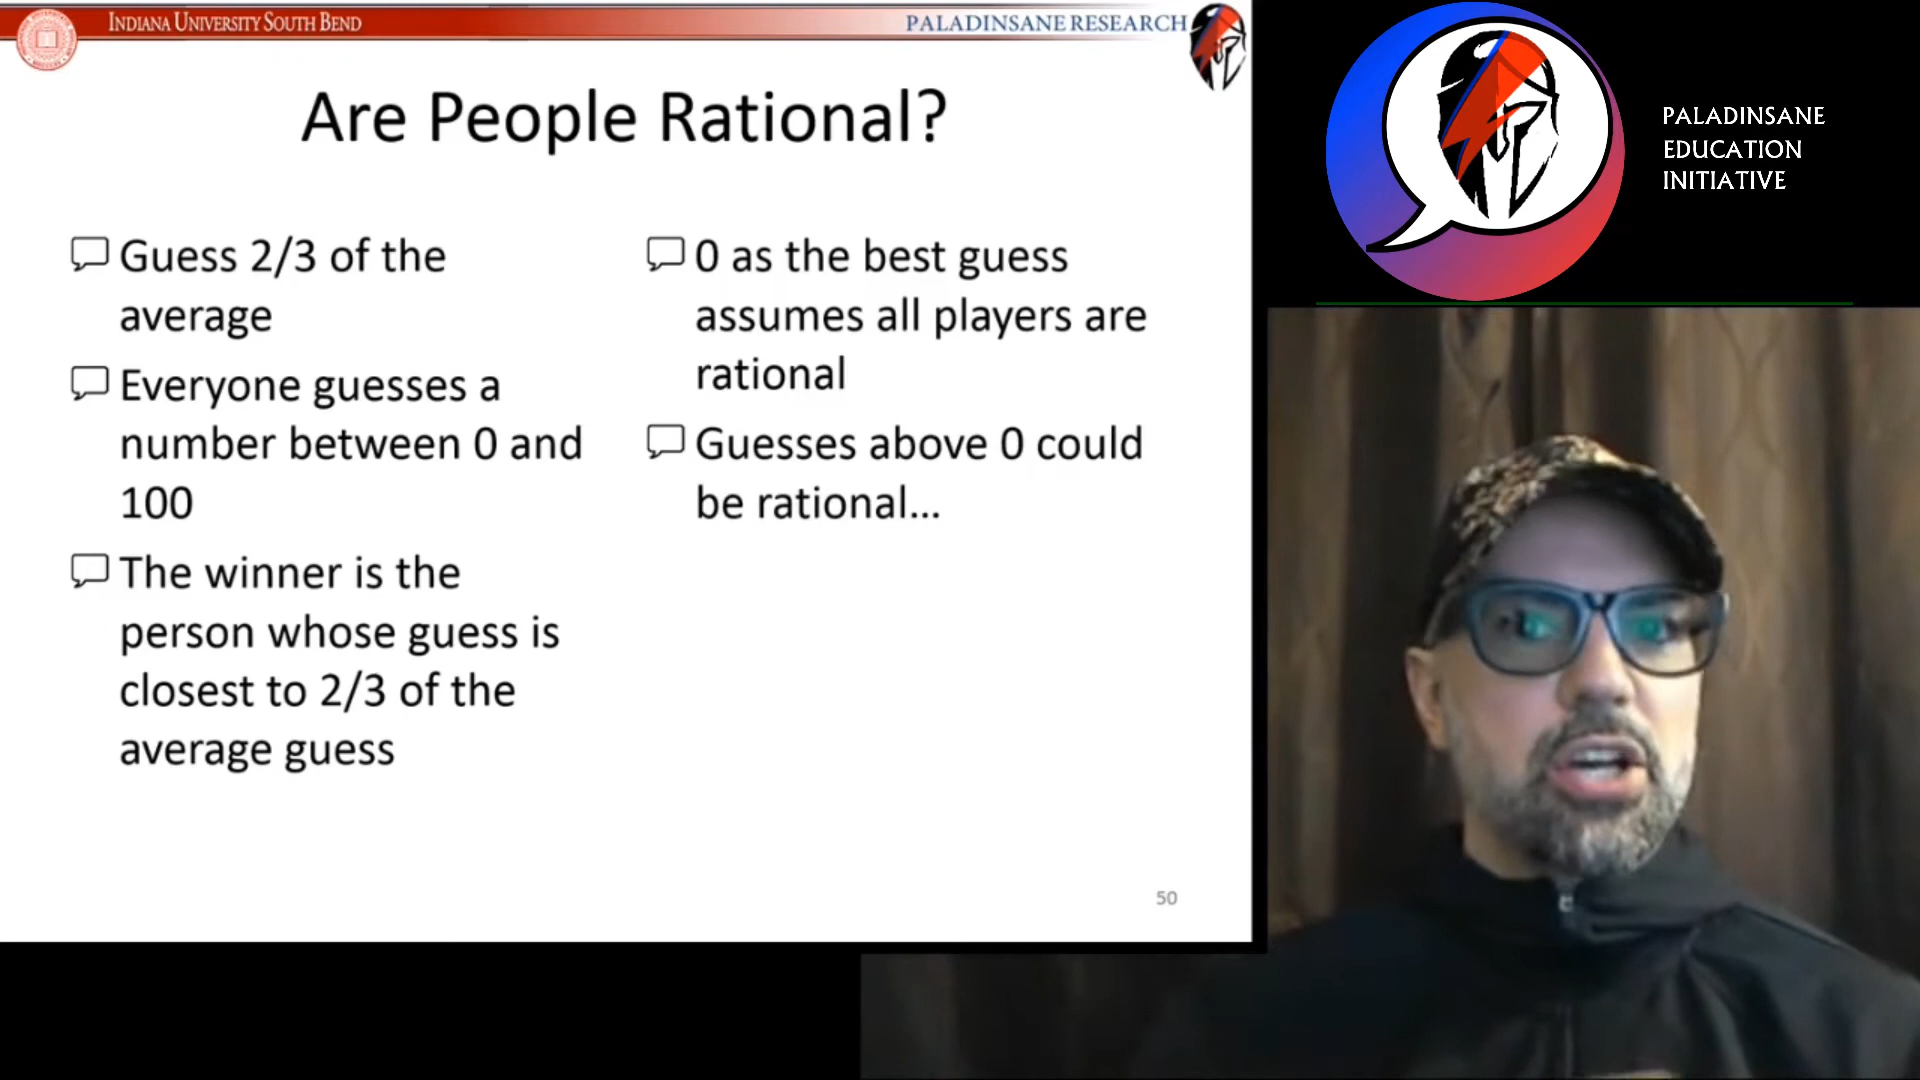 INDIANA UNIVERSITY SOUTH BEND
PALADINSANE RESEARCH
Are People Rational?
Guess 2/3 of the
average
Everyone guesses a
number between 0 and
100
The winner is the
person whose guess is
closest to 2/3 of the
average guess
0 as the best guess
assumes all players are
rational
Guesses above 0 could
be rational...
50
PALADINSANE
EDUCATION
INITIATIVE